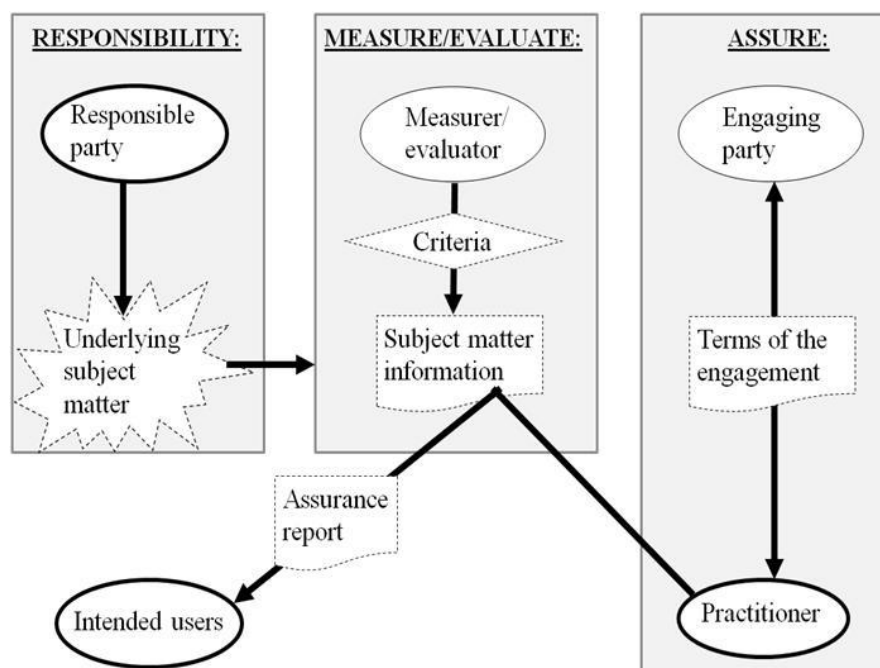 RESPONSIBILITY:
MEASURE/EVALUATE:
ASSURE:
Responsible
party
Measurer/
evaluator
Engaging
party
Criteria
Underlying
subject
matter
Subject matter
information
Terms of the
engagement
Assurance
report
Intended users
Practitioner